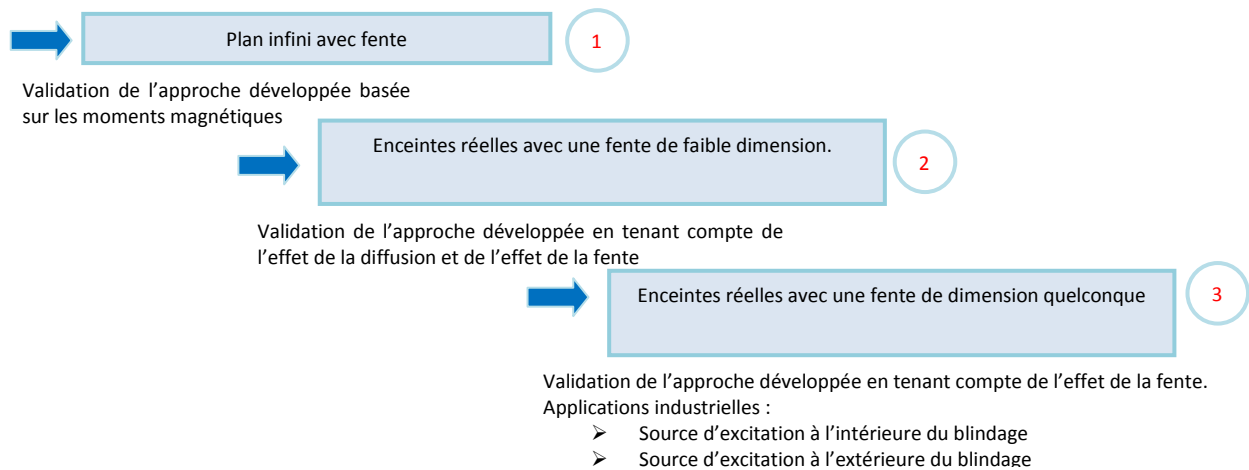 Plan infini avec fente
1
Validation de l'approche développée basée
sur les moments magnétiques
Enceintes réelles avec une fente de faible dimension.
2
Validation de l'approche développée en tenant compte de
l'effet de la diffusion et de l'effet de la fente
Enceintes réelles avec une fente de dimension quelconque
3
Validation de l'approche développée en tenant compte de l'effet de la fente.
Applications industrielles :
➢ Source d'excitation à l'intérieure du blindage
➢ Source d'excitation à l'extérieure du blindage